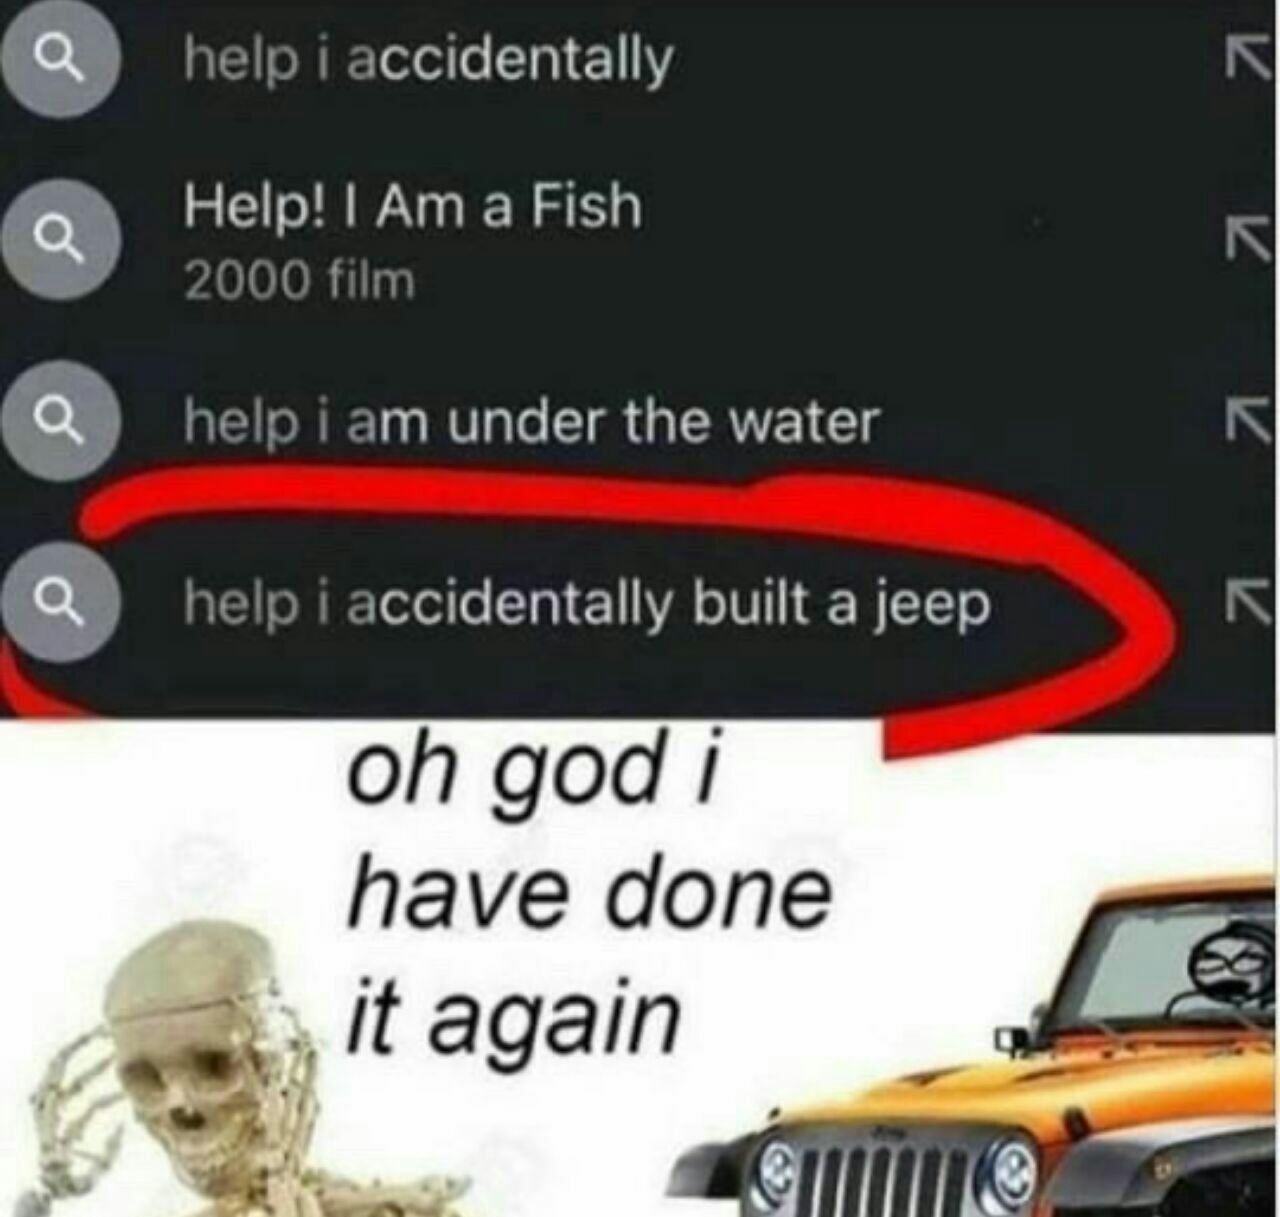 help i accidentally
Help! I Am a Fish
2000 film
help i am under the water
help i accidentally built a jeep
oh god i
have done
it again